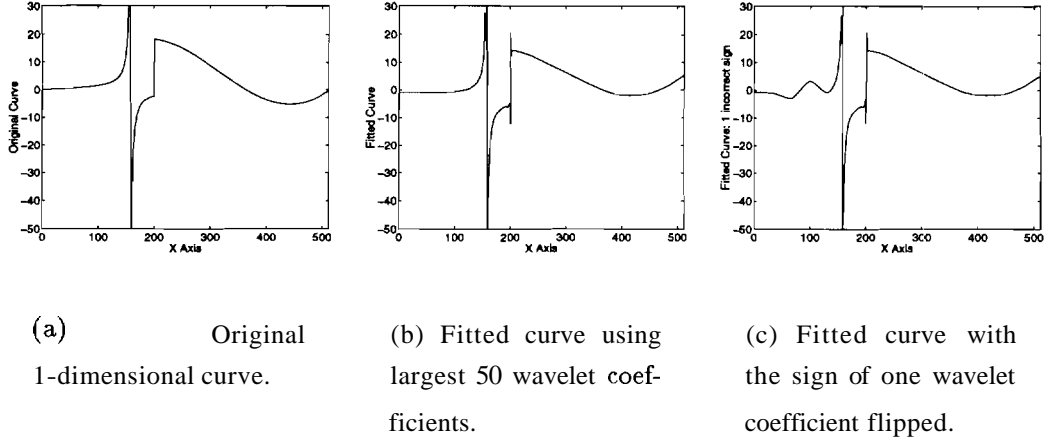 30
20
10
0
-10
-20
-30
-40
-50
Original Curve
0 100 200 300 400 500
X Axis
30
20
10
0
-10
-20
-30
-40
-50
Fitted Curve
0 100 200 300 400 500
X Axis
30
20
10
0
-10
-20
-30
-40
-50
Fitted Curve: 1 incorrect sign
0 100 200 300 400 500
X Axis
(a) Original
1-dimensional curve.
(b) Fitted curve using
largest 50 wavelet coef-
ficients.
(c) Fitted curve with
the sign of one wavelet
coefficient flipped.